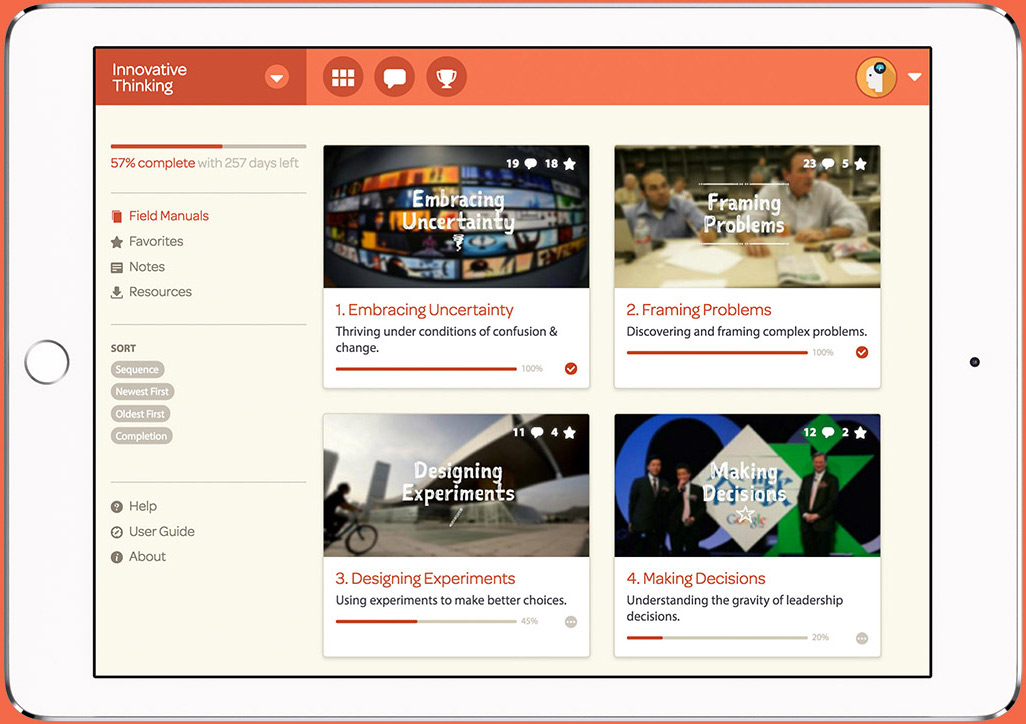 Innovative
Thinking
57% complete with 257 days left
Field Manuals
Favorites
Notes
Resources
SORT
Sequence
Newest First
Oldest First
Completion
Help
User Guide
About
19 18
Embracing
Uncertainty
1. Embracing Uncertainty
Thriving under conditions of confusion &
change.
100%
23 5
Framing
Problems
2. Framing Problems
Discovering and framing complex problems.
100%
11 4
Designing
Experiments
3. Designing Experiments
Using experiments to make better choices.
45%
12 2
Making
Decisions
Google
4. Making Decisions
Understanding the gravity of leadership
decisions.
20%